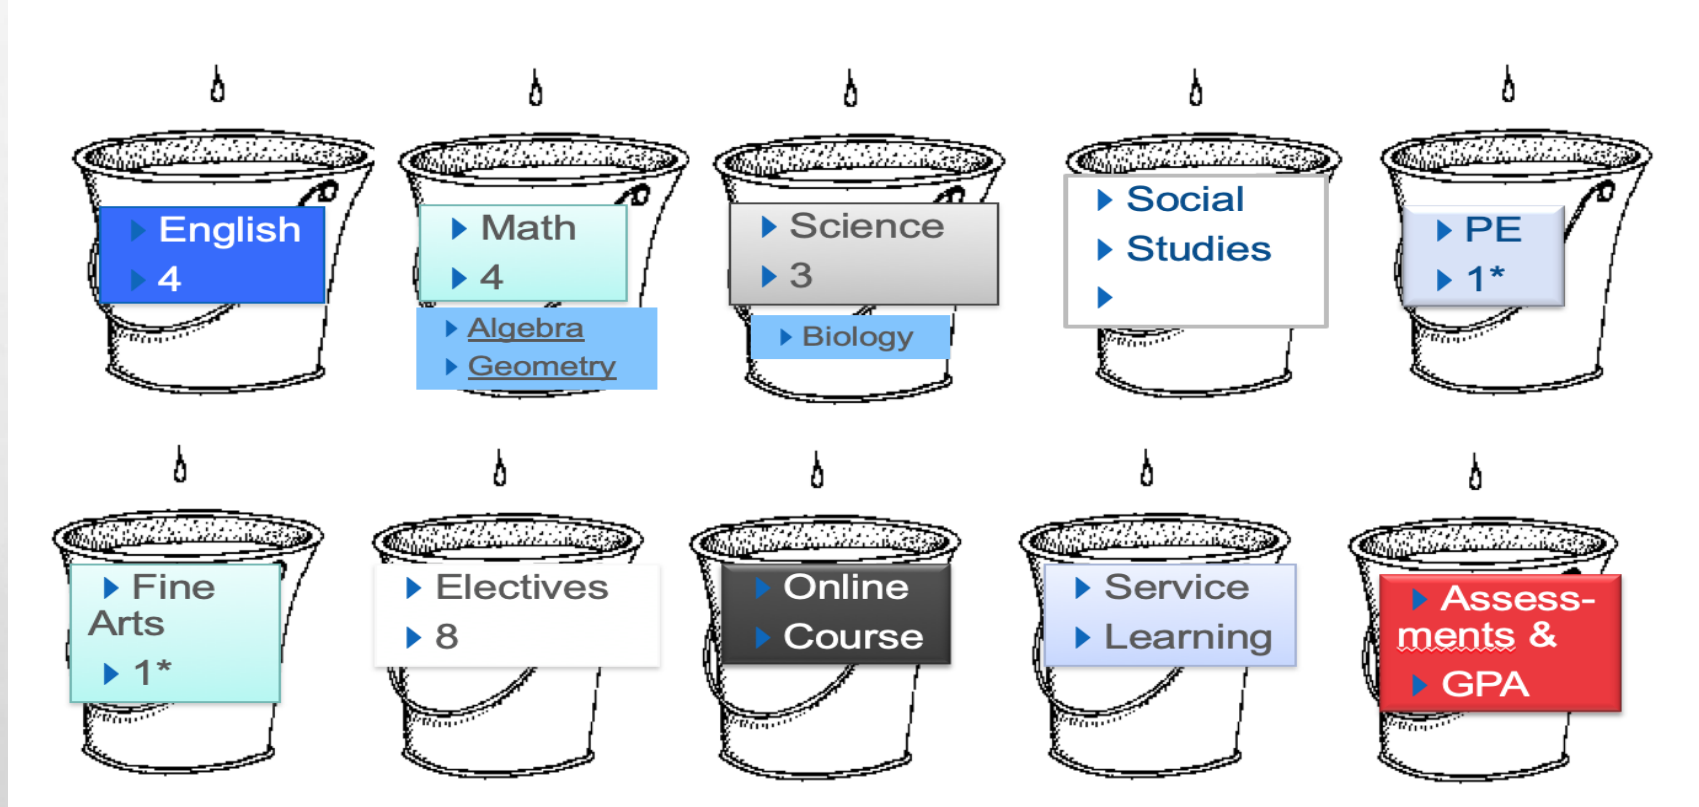 English
4
Math
4
Algebra
Geometry
Science
3
Biology
Social
Studies
PE
1*
Fine
Arts
1*
Electives
8
Online
Course
Service
Learning
Assess-
ments &
GPA